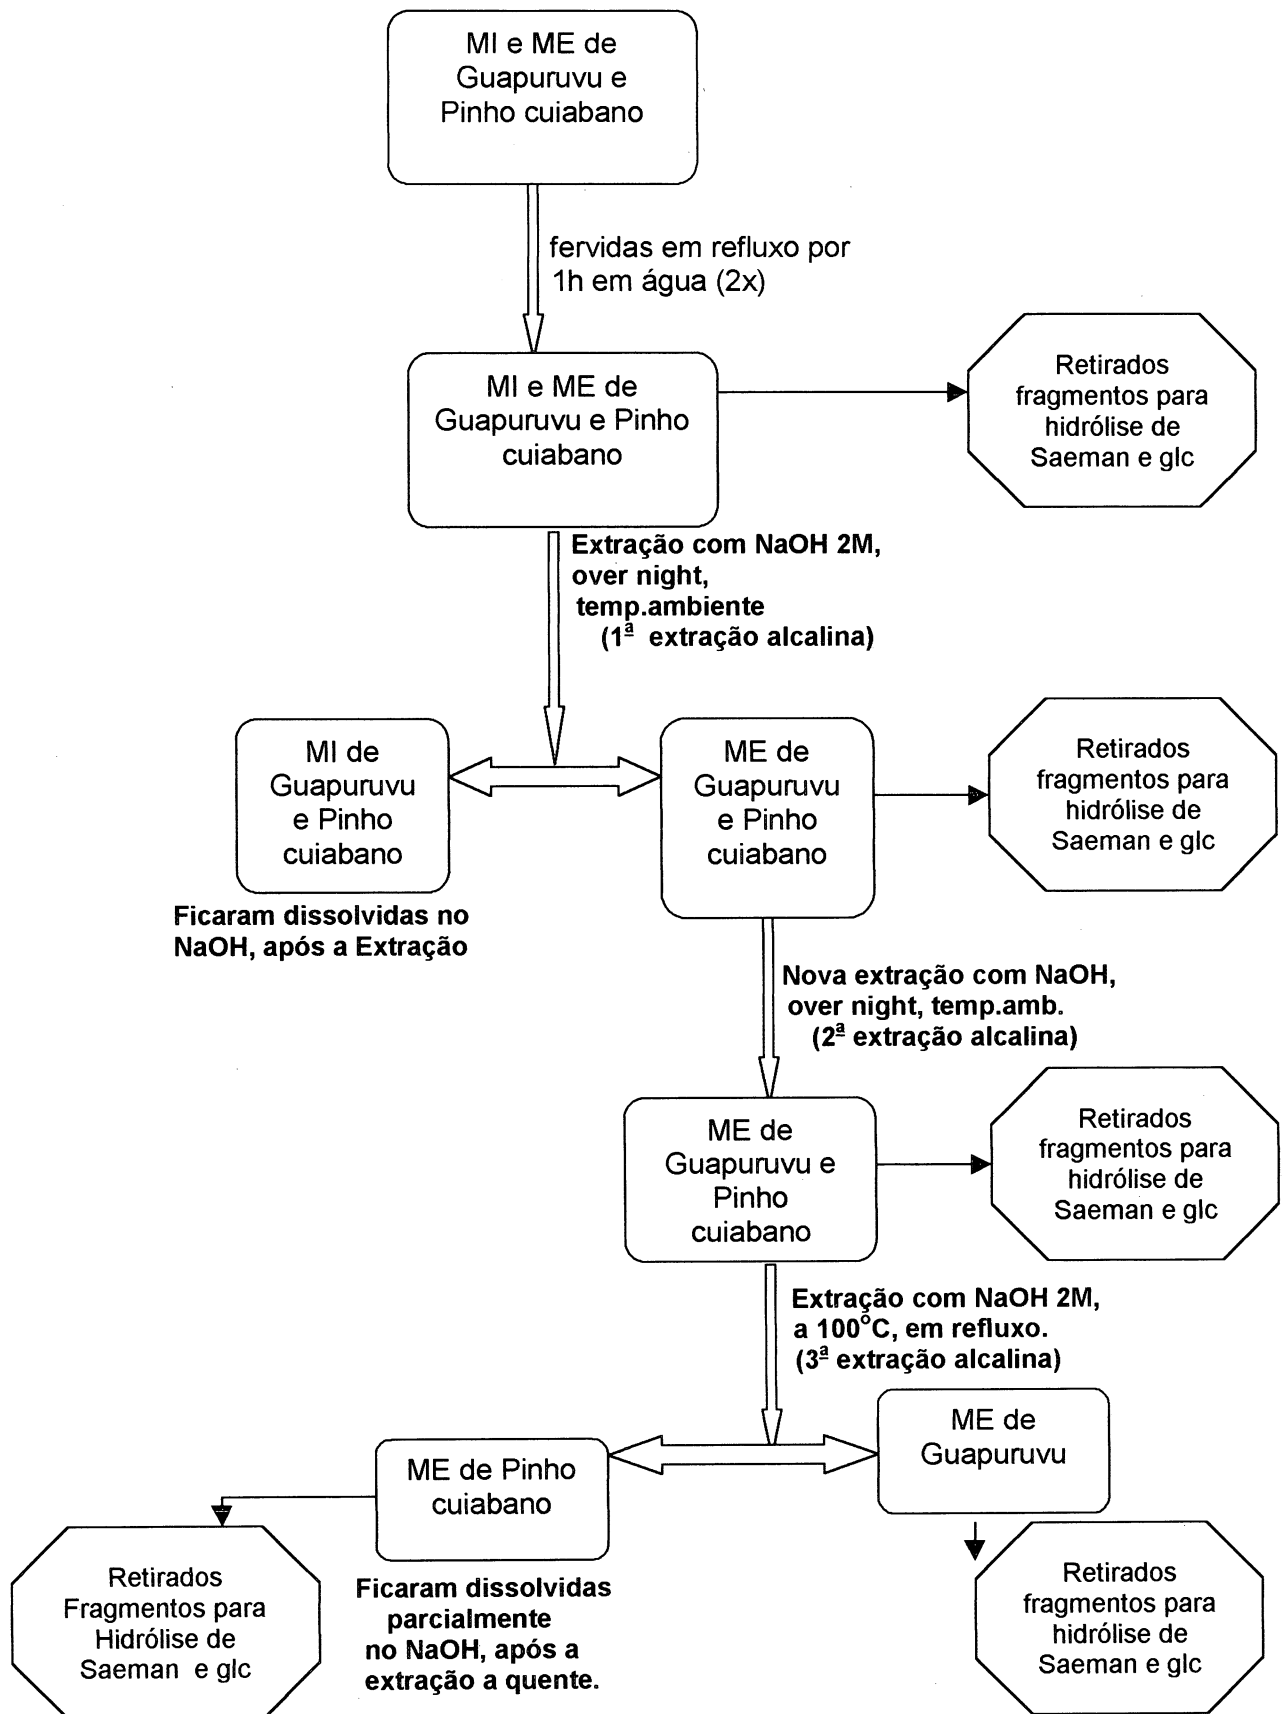 MI e ME de
Guapuruvu e
Pinho cuiabano
fervidas em refluxo por
1h em água (2x)
MI e ME de
Guapuruvu e Pinho
cuiabano
Retirados
fragmentos para
hidrólise de
Saeman e glc
Extração com NaOH 2M,
over night,
temp.ambiente
(1ª extração alcalina)
MI de
Guapuruvu
e Pinho
cuiabano
Ficaram dissolvidas no
NaOH, após a Extração
ME de
Guapuruvu
e Pinho
cuiabano
Retirados
fragmentos para
hidrólise de
Saeman e glc
Nova extração com NaOH,
over night, temp.amb.
(2ª extração alcalina)
ME de
Guapuruvu e
Pinho
cuiabano
Retirados
fragmentos para
hidrólise de
Saeman e glc
Extração com NaOH 2M,
a 100°C, em refluxo.
(3ª extração alcalina)
ME de Pinho
cuiabano
ME de
Guapuruvu
Retirados
Fragmentos para
Hidrólise de
Saeman e glc
Ficaram dissolvidas
parcialmente
no NaOH, após a
extração a quente.
Retirados
fragmentos para
hidrólise de
Saeman e glc